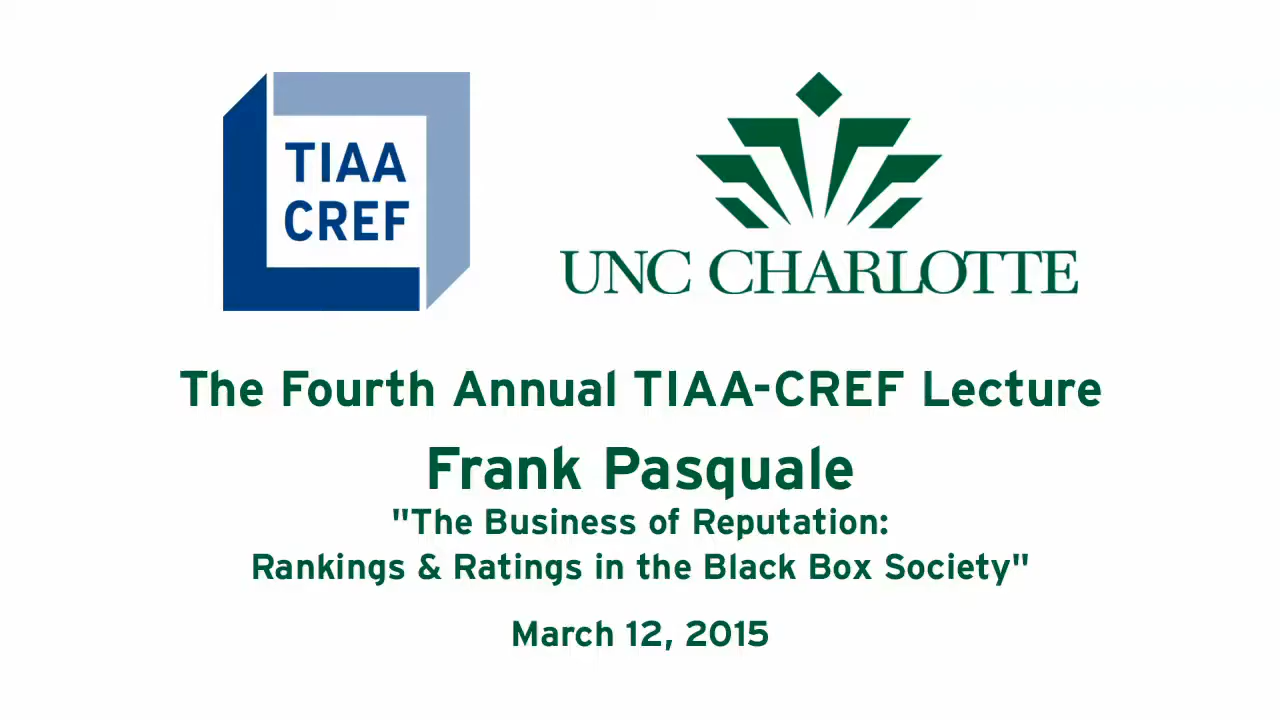 TIAA
CREF
UNC CHARLOTTE
The Fourth Annual TIAA-CREF Lecture
Frank Pasquale
"The Business of Reputation:
Rankings & Ratings in the Black Box Society"
March 12, 2015